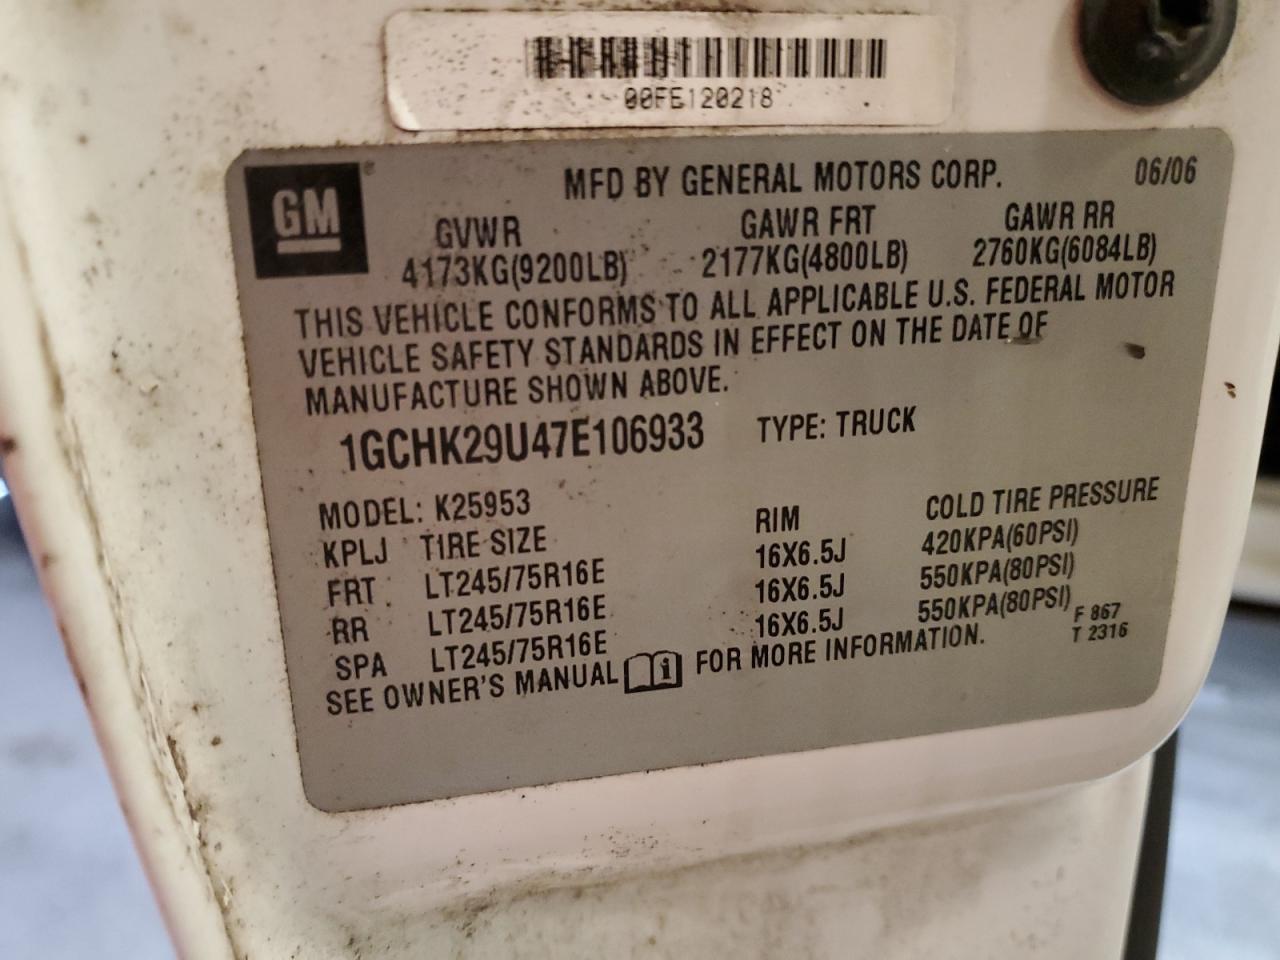 00FE120218
GM
MFD BY GENERAL MOTORS CORP. 06/06
GVWR GAWR FRT GAWR RR
4173KG(9200LB) 2177KG(4800LB) 2760KG(6084LB)
THIS VEHICLE CONFORMS TO ALL APPLICABLE U.S. FEDERAL MOTOR
VEHICLE SAFETY STANDARDS IN EFFECT ON THE DATE OF
MANUFACTURE SHOWN ABOVE.
1GCHK29U47E106933 TYPE: TRUCK
MODEL: K25953
KPLJ TIRE SIZE RIM COLD TIRE PRESSURE
FRT LT245/75R16E 16X6.5J 420KPA(60PSI)
RR LT245/75R16E 16X6.5J 550KPA(80PSI)
SPA LT245/75R16E 16X6.5J 550KPA(80PSI)
SEE OWNER'S MANUAL i FOR MORE INFORMATION.
F 867
T 2316